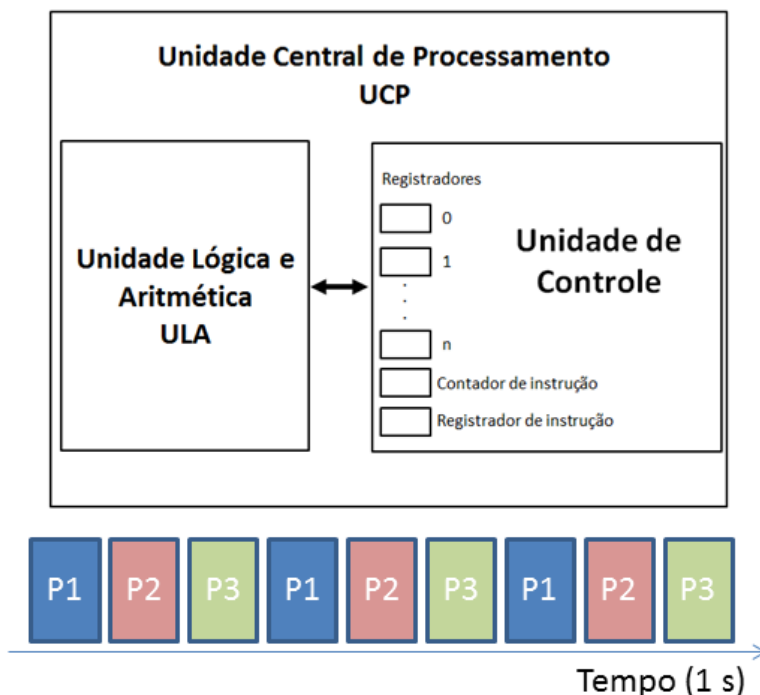 Unidade Central de Processamento
UCP
Unidade Lógica e
Aritmética
ULA
Registradores
0
1
n
Contador de instrução
Registrador de instrução
Unidade de
Controle
P1 P2 P3 P1 P2 P3 P1 P2 P3
Tempo (1 s)